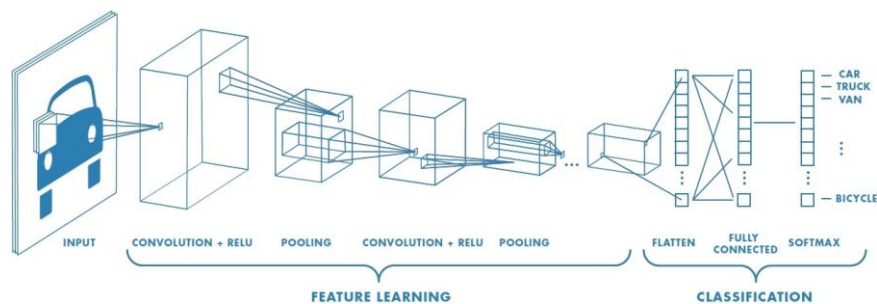 CAR
TRUCK
VAN
BICYCLE
INPUT
CONVOLUTION + RELU
POOLING
CONVOLUTION + RELU
POOLING
FLATTEN
FULLY
CONNECTED
SOFTMAX
FEATURE LEARNING
CLASSIFICATION